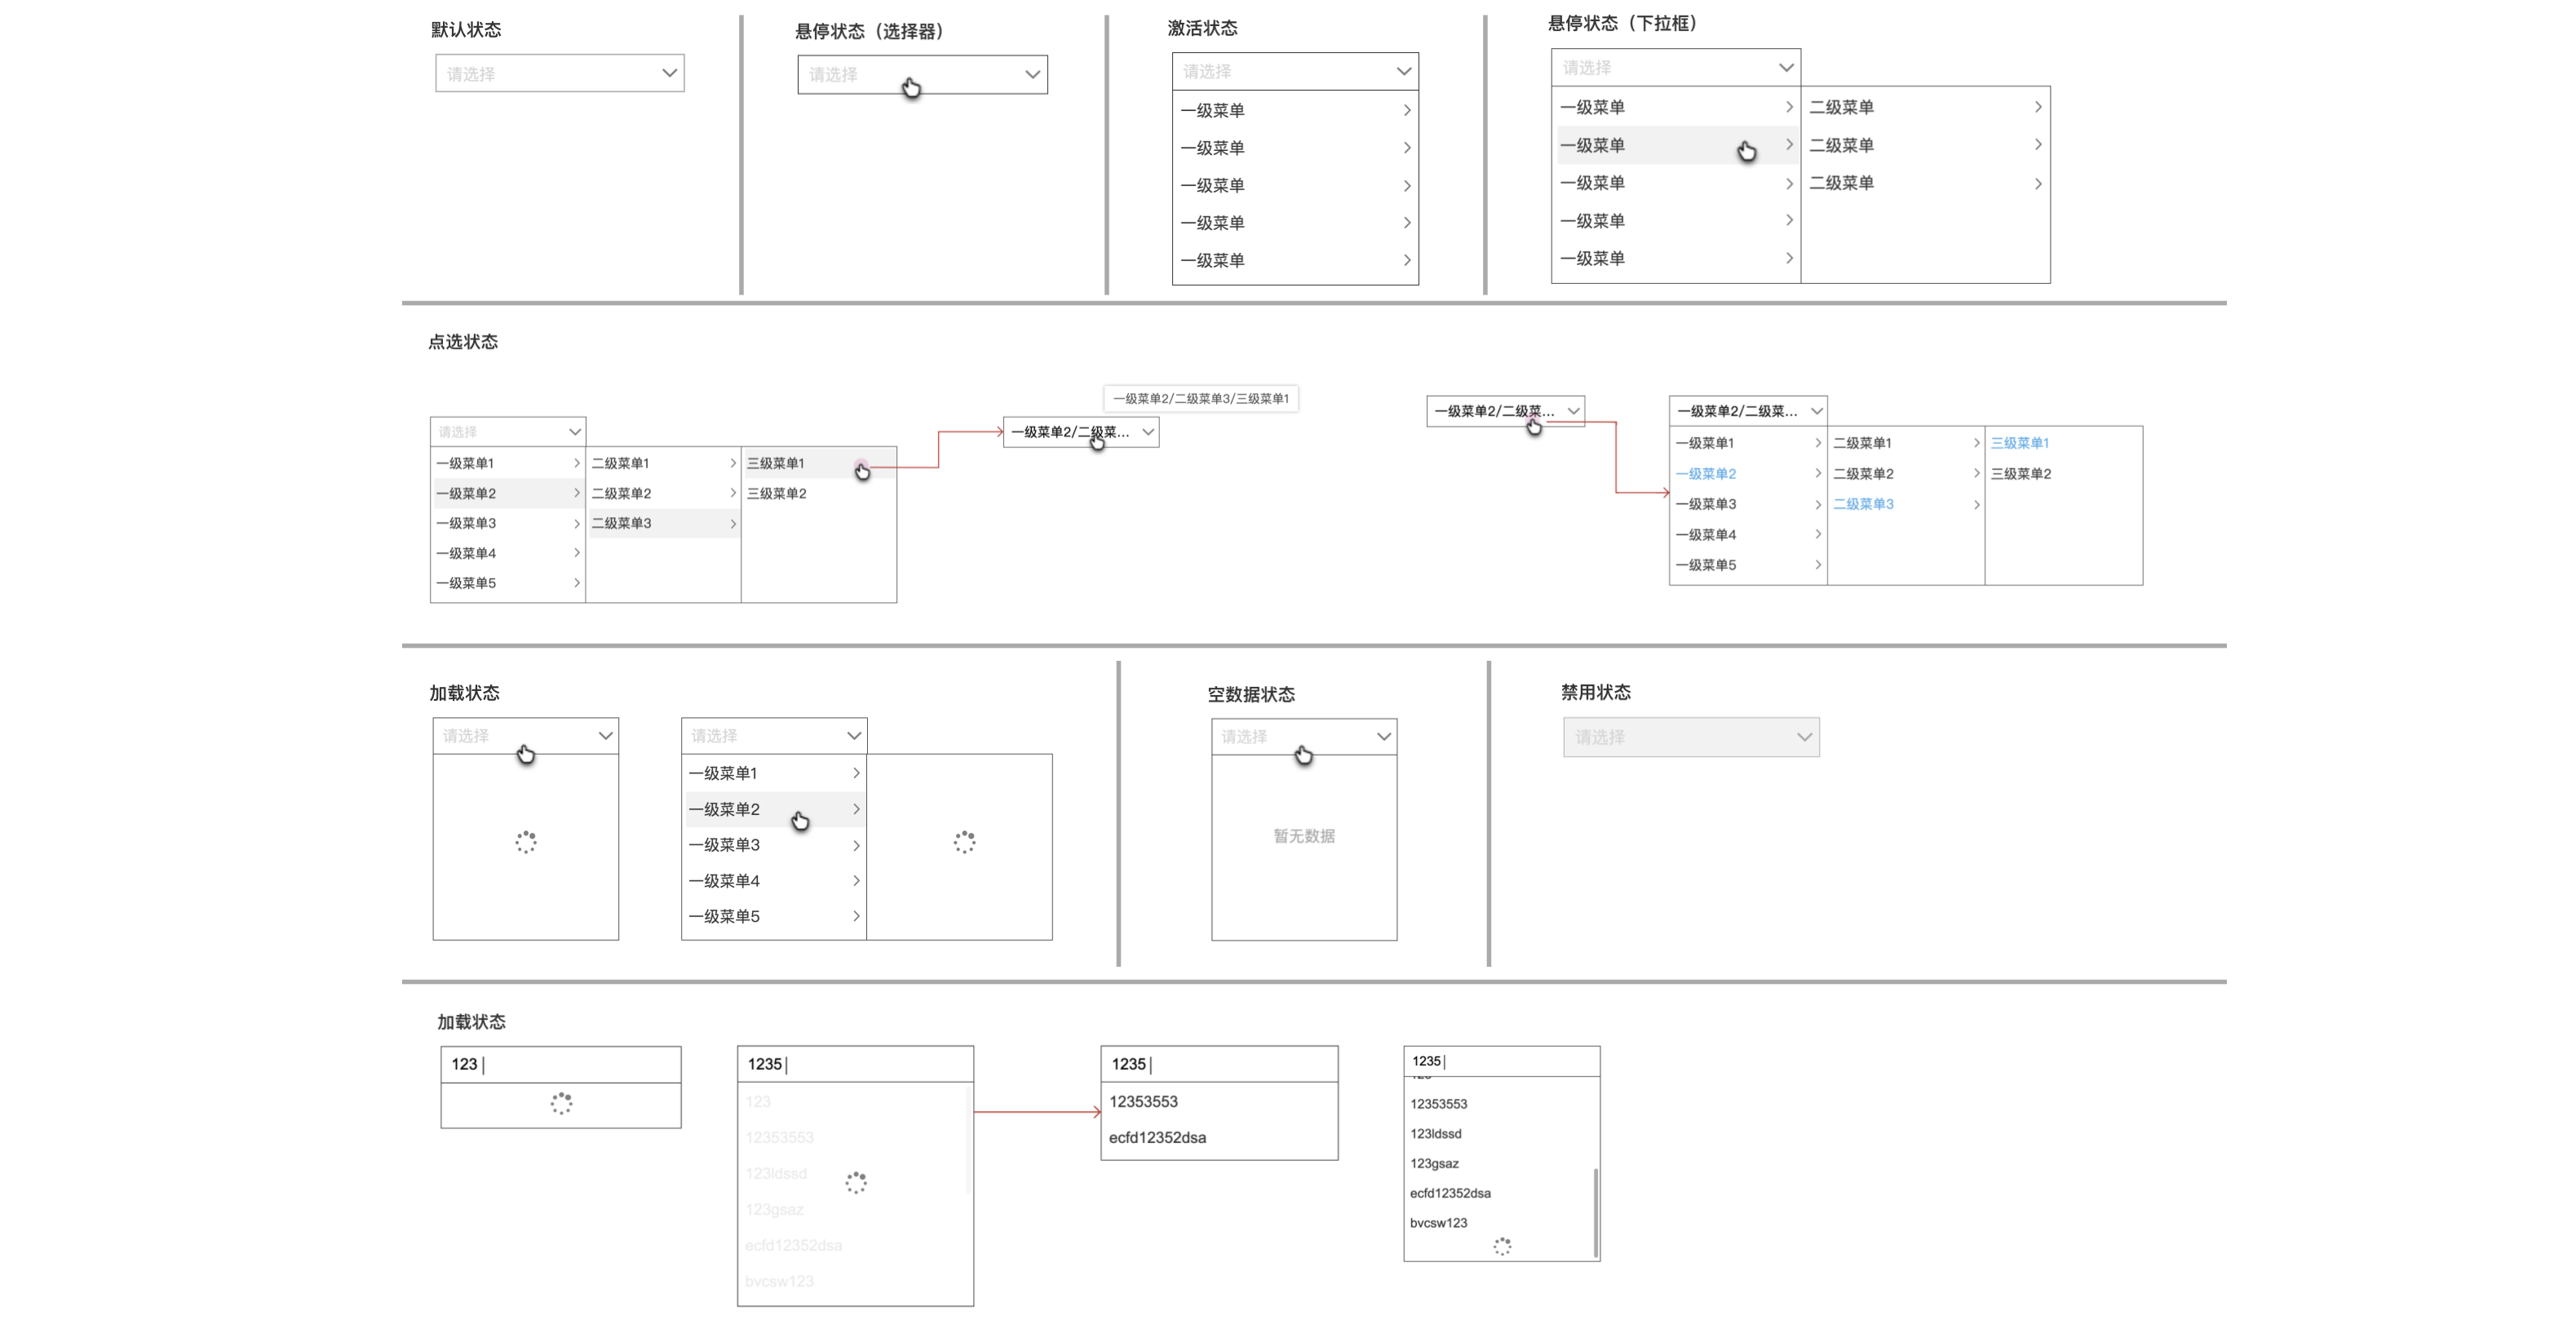 默认状态
请选择
悬停状态（选择器）
请选择
激活状态
请选择
一级菜单
一级菜单
一级菜单
一级菜单
一级菜单
悬停状态（下拉框）
请选择
一级菜单
一级菜单
一级菜单
一级菜单
一级菜单
二级菜单
二级菜单
二级菜单
点选状态
请选择
一级菜单1
一级菜单2
一级菜单3
一级菜单4
一级菜单5
二级菜单1
二级菜单2
二级菜单3
三级菜单1
三级菜单2
一级菜单2/二级菜单3/三级菜单1
一级菜单2/二级菜...
一级菜单2/二级菜...
一级菜单2/二级菜...
一级菜单1
一级菜单2
一级菜单3
一级菜单4
一级菜单5
二级菜单1
二级菜单2
二级菜单3
三级菜单1
三级菜单2
加载状态
请选择
请选择
一级菜单1
一级菜单2
一级菜单3
一级菜单4
一级菜单5
空数据状态
请选择
暂无数据
禁用状态
请选择
加载状态
123
1235
123
12353553
123ldssd
123gsaz
ecfd12352dsa
bvcsw123
1235
12353553
ecfd12352dsa
1235
12353553
123ldssd
123gsaz
ecfd12352dsa
bvcsw123